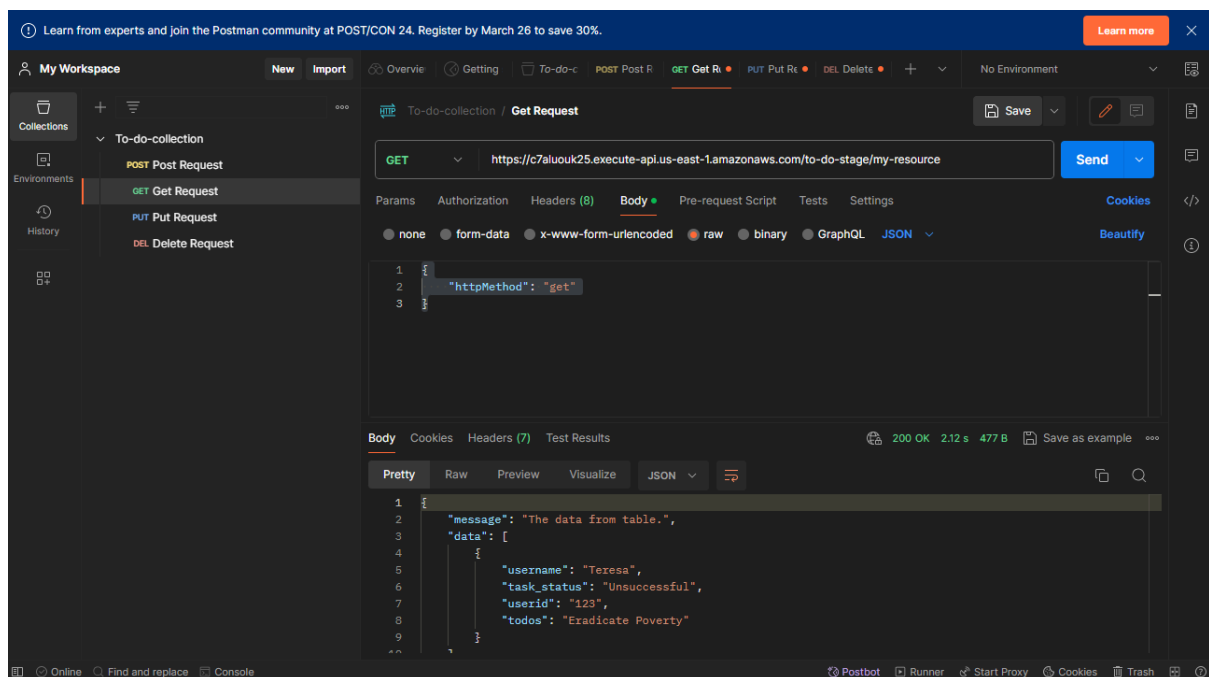 Learn from experts and join the Postman community at POST/CON 24. Register by March 26 to save 30%. Learn more
My Workspace New Import Overvie Getting To-do-c POST Post R GET Get R PUT Put Re DEL Delete No Environment
Collections
To-do-collection / Get Request Save
To-do-collection
POST Post Request
GET Get Request
PUT Put Request
DEL Delete Request
Environments
History
GET https://c7aluouk25.execute-api.us-east-1.amazonaws.com/to-do-stage/my-resource Send
Params Authorization Headers (8) Body Pre-request Script Tests Settings Cookies
none form-data x-www-form-urlencoded raw binary GraphQL JSON Beautify
1 {
2 "httpMethod": "get"
3 }
Body Cookies Headers (7) Test Results 200 OK 2.12 s 477 B Save as example
Pretty Raw Preview Visualize JSON
1 {
2 "message": "The data from table.",
3 "data": [
4 {
5 "username": "Teresa",
6 "task_status": "Unsuccessful",
7 "userid": "123",
8 "todos": "Eradicate Poverty"
9 }
10 ]
Online Find and replace Console Postbot Runner Start Proxy Cookies Trash